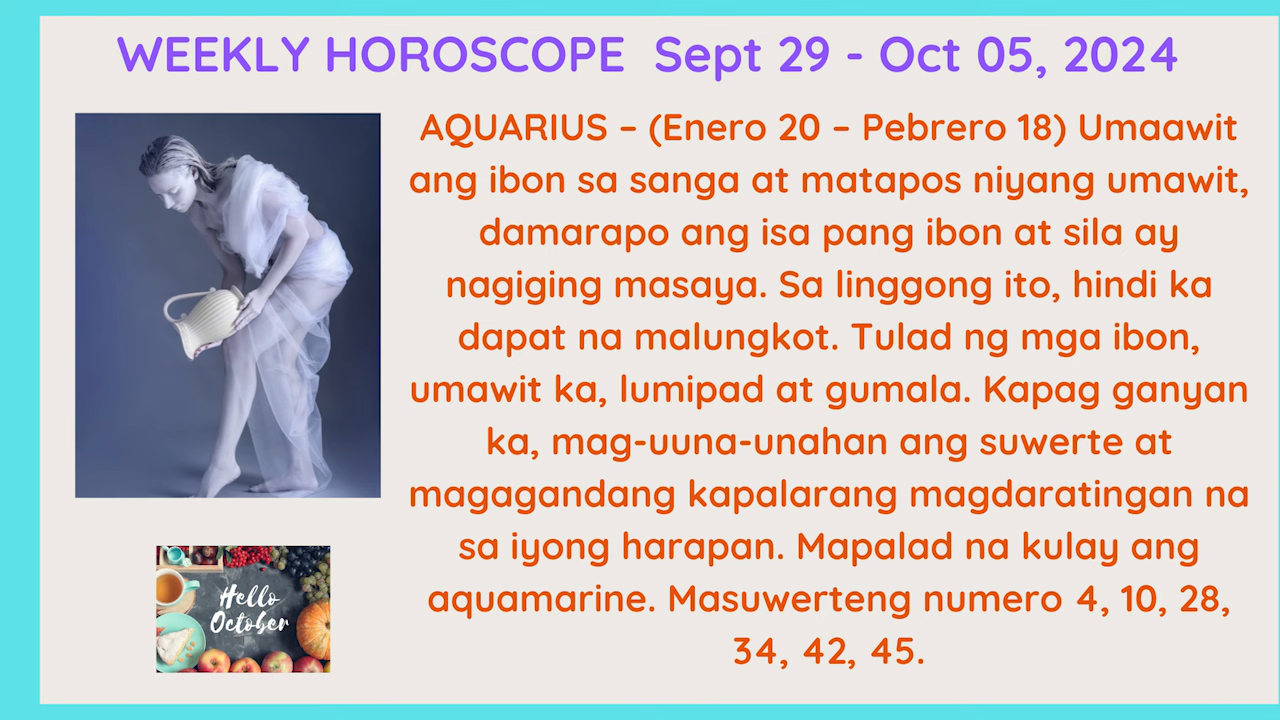 WEEKLY HOROSCOPE Sept 29 - Oct 05, 2024
AQUARIUS – (Enero 20 – Pebrero 18) Umaawit
ang ibon sa sanga at matapos niyang umawit,
damarapo ang isa pang ibon at sila ay
nagiging masaya. Sa linggong ito, hindi ka
dapat na malungkot. Tulad ng mga ibon,
umawit ka, lumipad at gumala. Kapag ganyan
ka, mag-uuna-unahan ang suwerte at
magagandang kapalarang magdaratingan na
sa iyong harapan. Mapalad na kulay ang
aquamarine. Masuwerteng numero 4, 10, 28,
34, 42, 45.
Hello
October